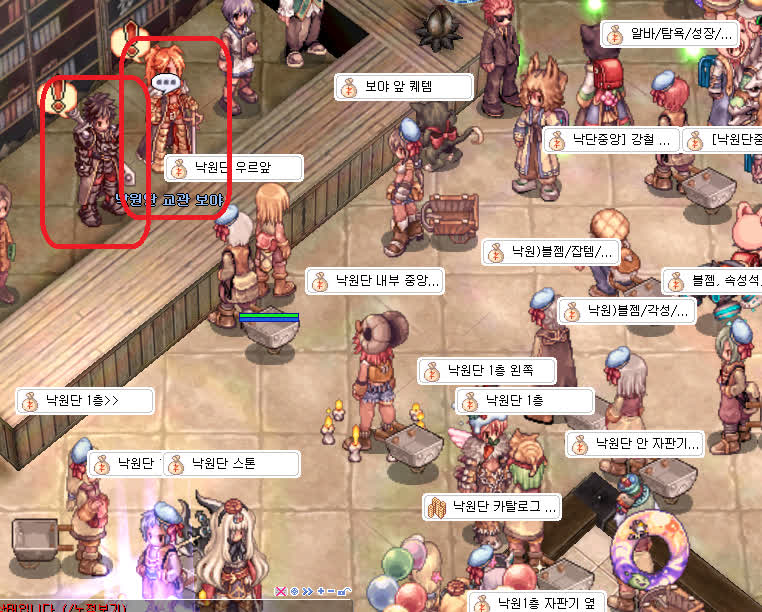 알바/탐욕/성장/...
보야 앞 퀘템
낙단중앙] 강철 ...
[낙원단중
낙원단 우르앞
낙원단 교관 보야
낙원)블젬/잡템/...
낙원단 내부 중앙...
블젬, 속성석
낙원)블젬/각성/...
낙원단 1층 왼쪽
낙원단 1층>>
낙원단 1층
낙원단 안 자판기...
낙원단
낙원단 스톤
낙원단 카탈로그 ...
낙원1층 자판기 옆